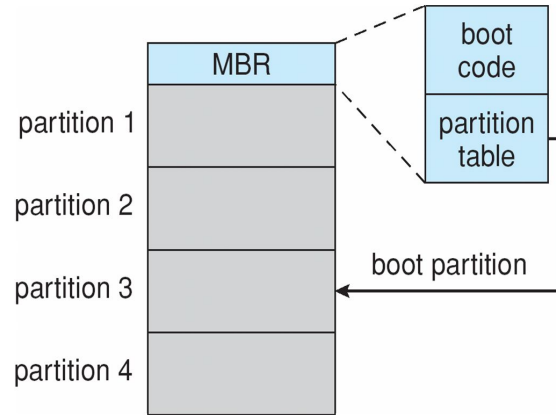 MBR
boot
code
partition
table
partition 1
partition 2
boot partition
partition 3
partition 4